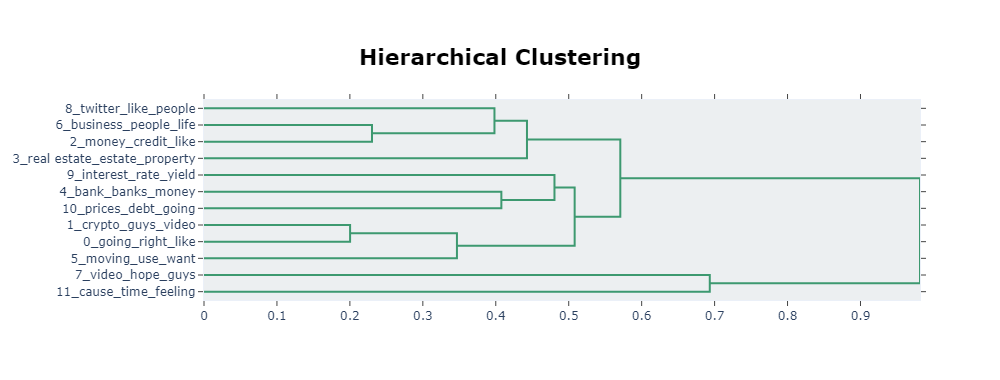 Hierarchical Clustering
8_twitter_like_people
6_business_people_life
2_money_credit_like
3_real estate_estate_property
9_interest_rate_yield
4_bank_banks_money
10_prices_debt_going
1_crypto_guys_video
0_going_right_like
5_moving_use_want
7_video_hope_guys
11_cause_time_feeling
0 0.1 0.2 0.3 0.4 0.5 0.6 0.7 0.8 0.9